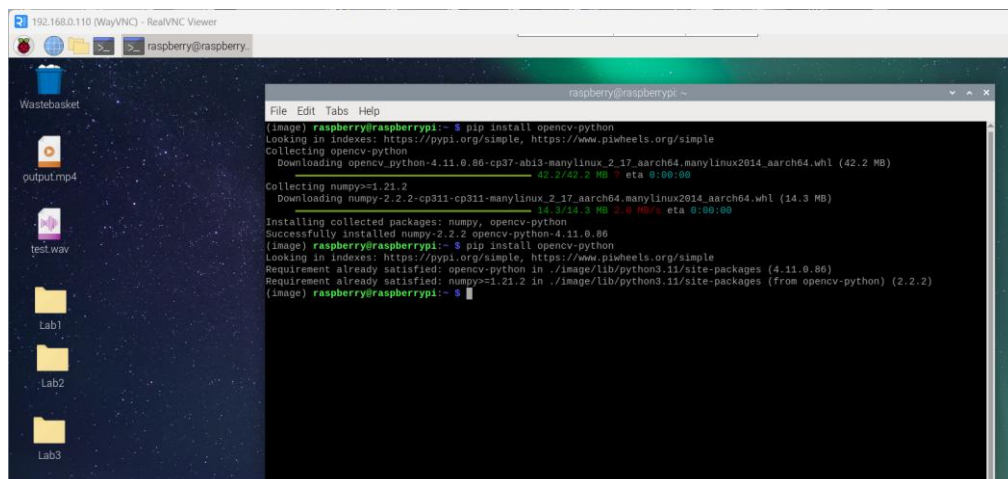 192.168.0.110 (WayVNC) - RealVNC Viewer
raspberry@raspberry..
Wastebasket
output.mp4
test.wav
Lab1
Lab2
Lab3
raspberry@raspberrypi: ~
File Edit Tabs Help
(image) raspberry@raspberrypi:~ $ pip install opencv-python
Looking in indexes: https://pypi.org/simple, https://www.piwheels.org/simple
Collecting opencv-python
Downloading opencv_python-4.11.0.86-cp37-abi3-manylinux_2_17_aarch64.manylinux2014_aarch64.whl (42.2 MB)
42.2/42.2 MB ? eta 0:00:00
Collecting numpy>=1.21.2
Downloading numpy-2.2.2-cp311-cp311-manylinux_2_17_aarch64.manylinux2014_aarch64.whl (14.3 MB)
14.3/14.3 MB 2.0 MB/s eta 0:00:00
Installing collected packages: numpy, opencv-python
Successfully installed numpy-2.2.2 opencv-python-4.11.0.86
(image) raspberry@raspberrypi:~ $ pip install opencv-python
Looking in indexes: https://pypi.org/simple, https://www.piwheels.org/simple
Requirement already satisfied: opencv-python in ./image/lib/python3.11/site-packages (4.11.0.86)
Requirement already satisfied: numpy>=1.21.2 in ./image/lib/python3.11/site-packages (from opencv-python) (2.2.2)
(image) raspberry@raspberrypi:~ $